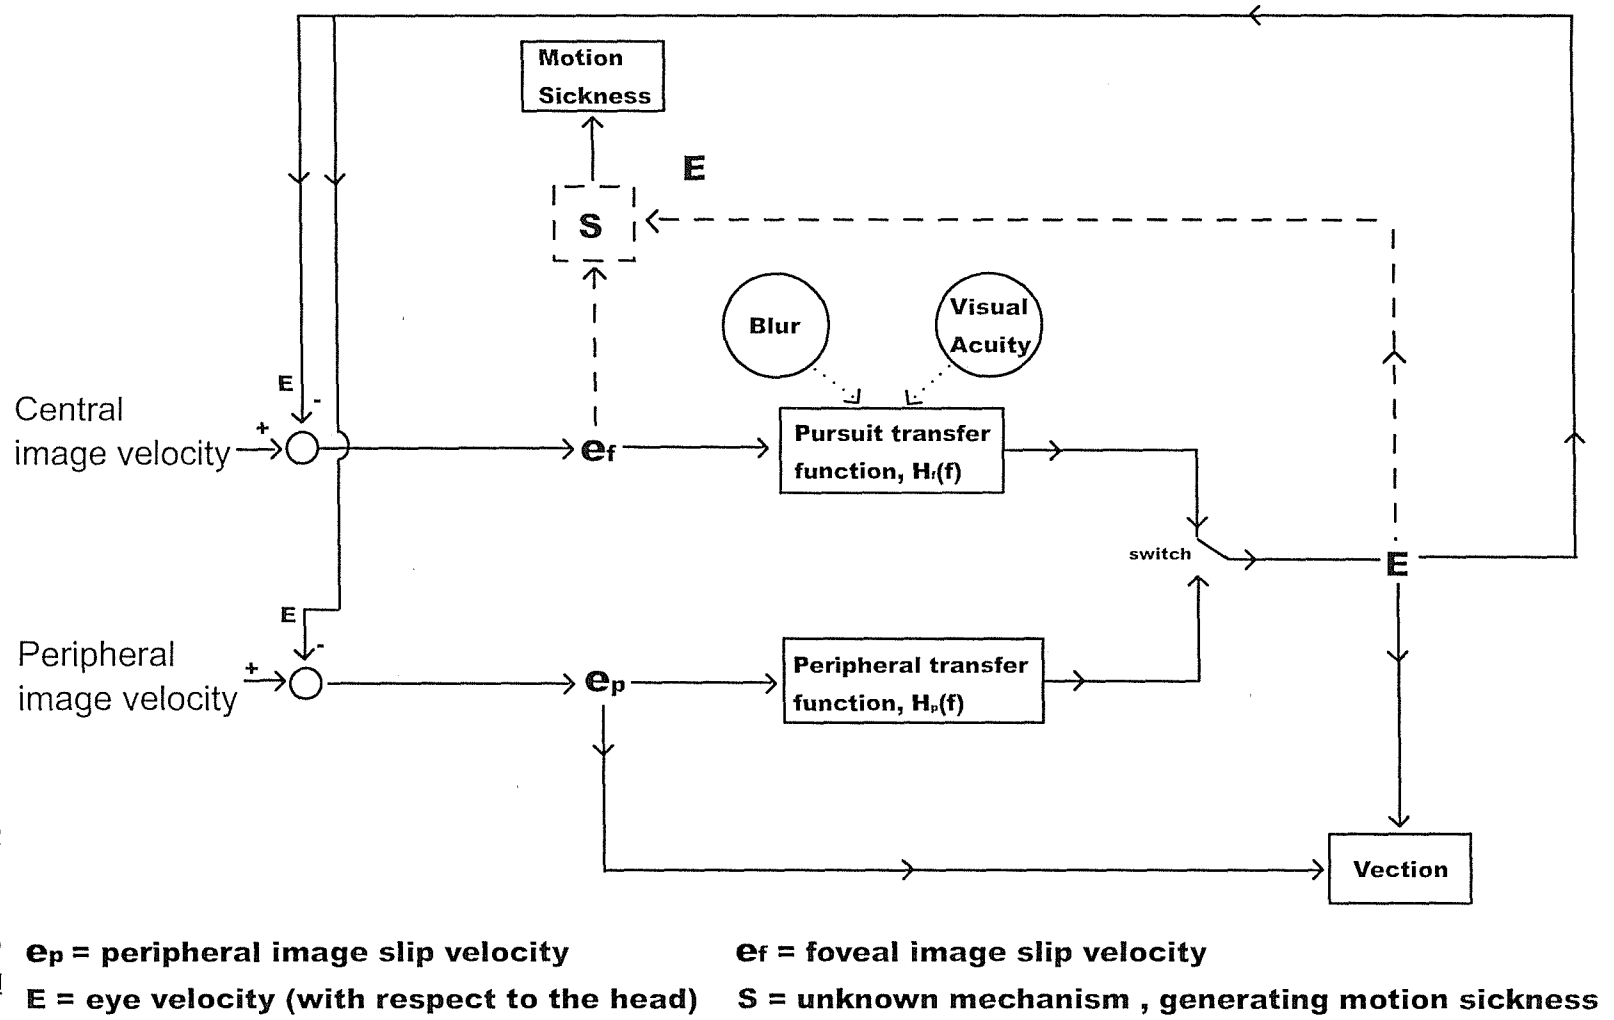 Motion
Sickness
E
S
Blur
Visual
Acuity
E
-
Central
image velocity
+
ef
Pursuit transfer
function, Hf(f)
switch
E
E
-
Peripheral
image velocity
+
ep
Peripheral transfer
function, Hp(f)
Vection
ep = peripheral image slip velocity
ef = foveal image slip velocity
E = eye velocity (with respect to the head)
S = unknown mechanism , generating motion sickness